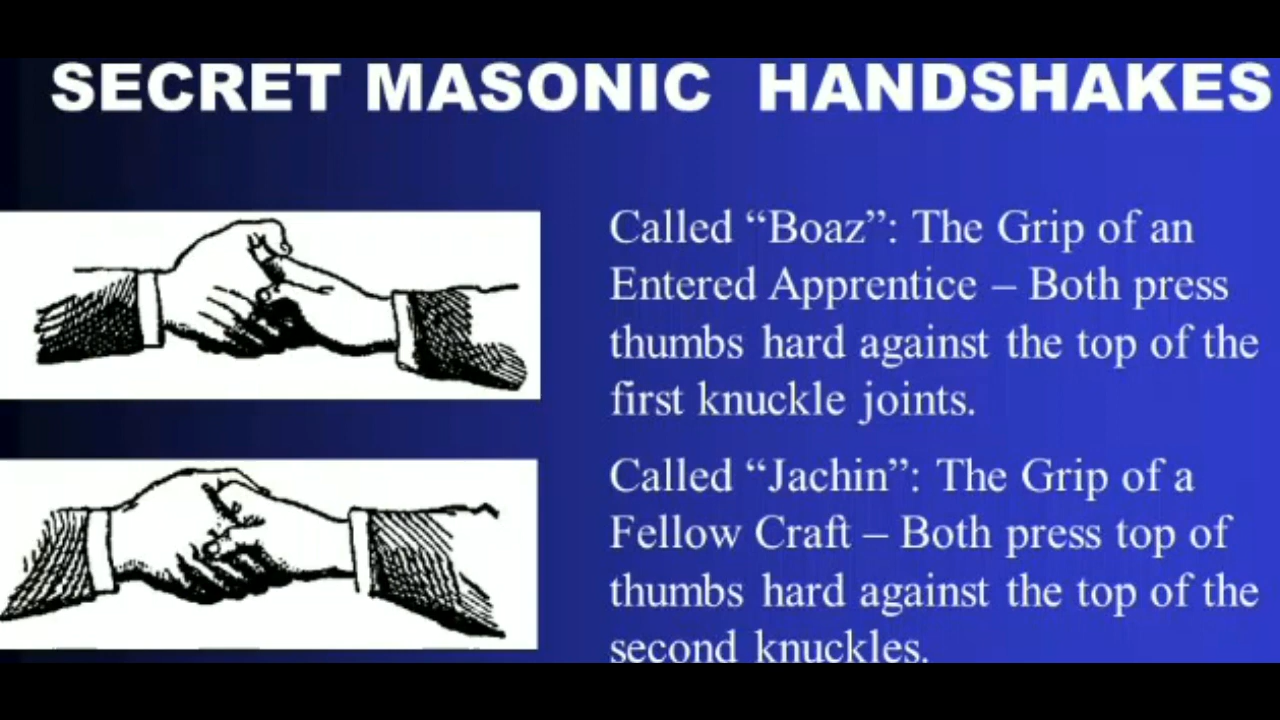 SECRET MASONIC HANDSHAKES
Called “Boaz”: The Grip of an
Entered Apprentice – Both press
thumbs hard against the top of the
first knuckle joints.
Called “Jachin”: The Grip of a
Fellow Craft – Both press top of
thumbs hard against the top of the
second knuckles.